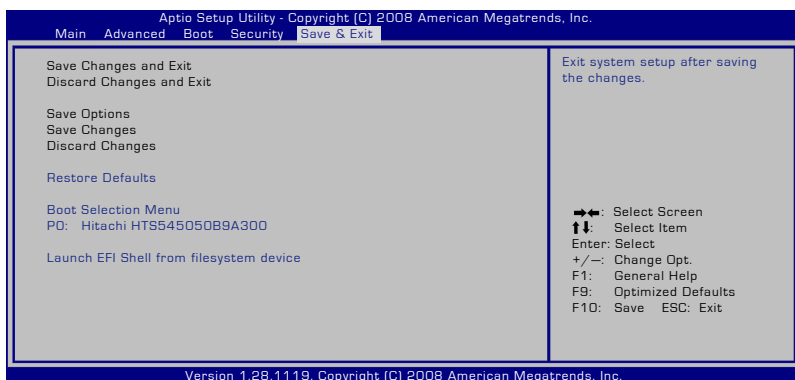 Aptio Setup Utility - Copyright (C) 2008 American Megatrends, Inc.
Main Advanced Boot Security Save & Exit
Save Changes and Exit
Discard Changes and Exit
Save Options
Save Changes
Discard Changes
Restore Defaults
Boot Selection Menu
P0: Hitachi HTS545050B9A300
Launch EFI Shell from filesystem device
Exit system setup after saving
the changes.
→←: Select Screen
↑↓: Select Item
Enter: Select
+/—: Change Opt.
F1: General Help
F9: Optimized Defaults
F10: Save ESC: Exit
Version 1.28.1119. Copyright (C) 2008 American Megatrends, Inc.